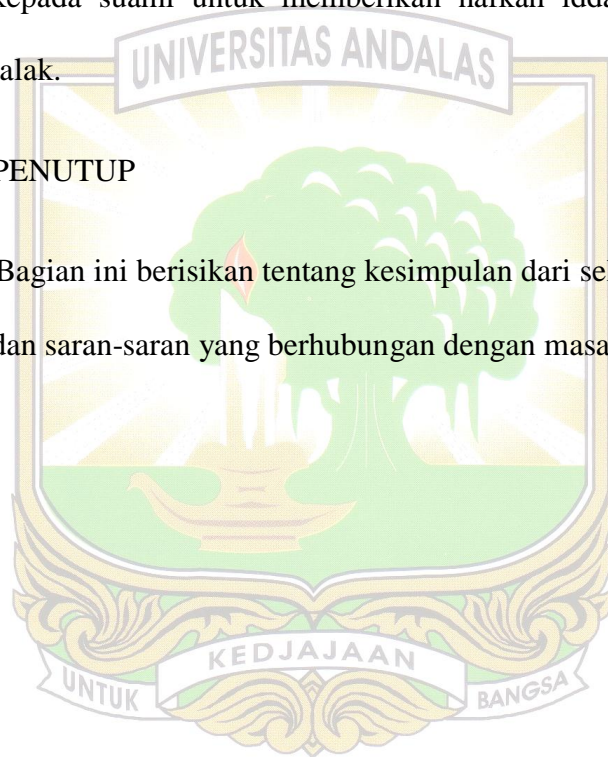 kepada suami untuk memberikan nafkah idda
UNIVERSITAS ANDALAS
alak.
PENUTUP
Bagian ini berisikan tentang kesimpulan dari sel
dan saran-saran yang berhubungan dengan masa
UNTUK KEDJAJAAN BANGSA